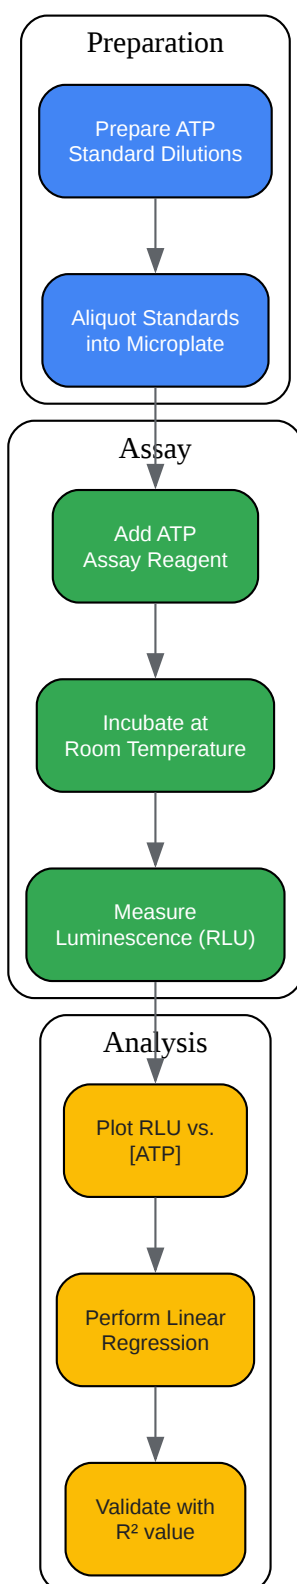 Preparation
Prepare ATP
Standard Dilutions
Aliquot Standards
into Microplate
Assay
Add ATP
Assay Reagent
Incubate at
Room Temperature
Measure
Luminescence (RLU)
Analysis
Plot RLU vs.
[ATP]
Perform Linear
Regression
Validate with
R² value